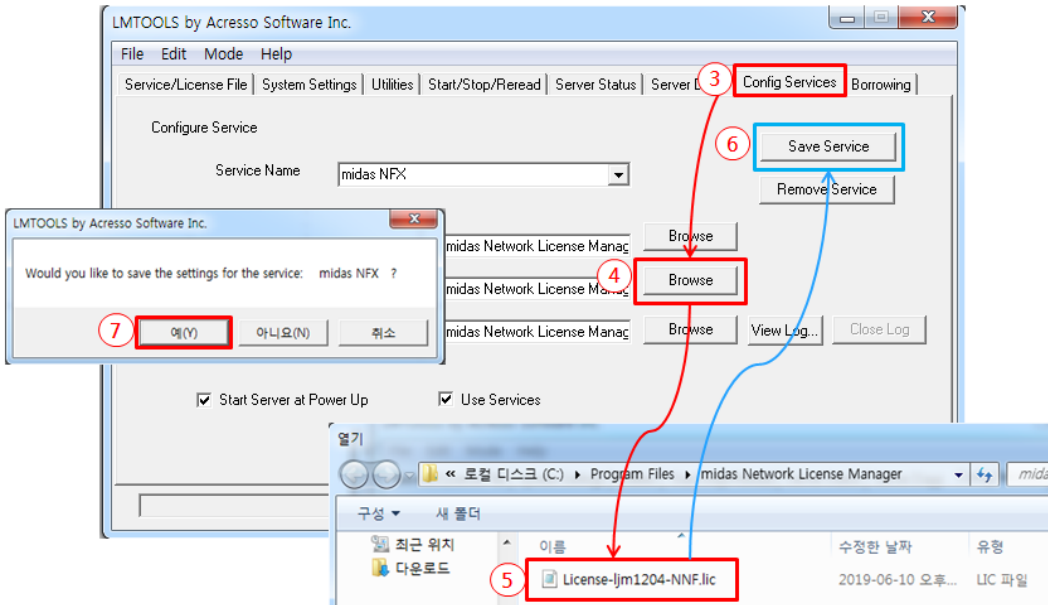 LMTOOLS by Acresso Software Inc.
File Edit Mode Help
Service/License File System Settings Utilities Start/Stop/Reread Server Status Server D 3 Config Services Borrowing
Configure Service
6 Save Service
Service Name midas NFX
Remove Service
LMTOOLS by Acresso Software Inc.
midas Network License Manag Browse
Would you like to save the settings for the service: midas NFX ?
midas Network License Manag 4 Browse
7 예(Y) 아니요(N) 취소
midas Network License Manag Browse View Log... Close Log
Start Server at Power Up Use Services
열기
« 로컬 디스크 (C:) Program Files midas Network License Manager mida
구성 새 폴더
최근 위치 이름 수정한 날짜 유형
다운로드
5 License-ljm1204-NNF.lic 2019-06-10 오후... LIC 파일